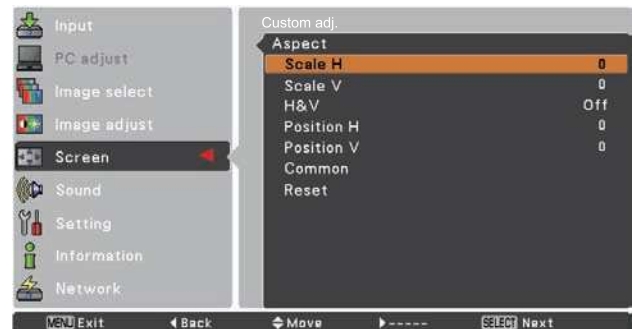 Input
PC adjust
Image select
Image adjust
Screen
Sound
Setting
Information
Network
Custom adj.
Aspect
Scale H 0
Scale V 0
H&V Off
Position H 0
Position V 0
Common
Reset
MENU Exit ◀Back ◆Move ▶----- SELECT Next